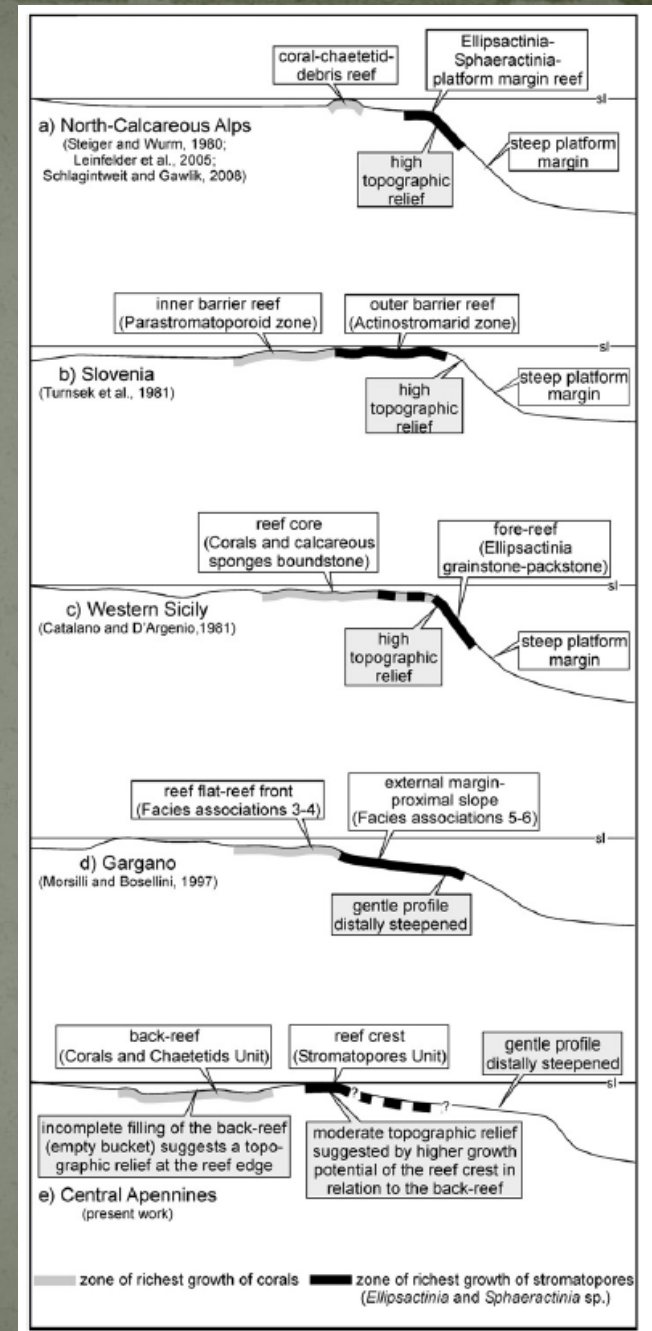 coral-chaetetid-
debris reef
Ellipsactinia-
Sphaeractinia-
platform margin reef
sl
a) North-Calcareous Alps
(Steiger and Wurm, 1980;
Leinfelder et al., 2005;
Schlagintweit and Gawlik, 2008)
high
topographic
relief
steep platform
margin
inner barrier reef
(Parastromatoporoid zone)
outer barrier reef
(Actinostromarid zone)
sl
b) Slovenia
(Turnsek et al., 1981)
high
topographic
relief
steep platform
margin
reef core
(Corals and calcareous
sponges boundstone)
fore-reef
(Ellipsactinia
grainstone-packstone)
sl
c) Western Sicily
(Catalano and D'Argenio,1981)
high
topographic
relief
steep platform
margin
reef flat-reef front
(Facies associations 3-4)
external margin-
proximal slope
(Facies associations 5-6)
sl
d) Gargano
(Morsilli and Bosellini, 1997)
gentle profile
distally steepened
back-reef
(Corals and Chaetetids Unit)
reef crest
(Stromatopores Unit)
gentle profile
distally steepened
sl
?
?
incomplete filling of the back-reef
(empty bucket) suggests a topo-
graphic relief at the reef edge
moderate topographic relief
suggested by higher growth
potential of the reef crest in
relation to the back-reef
e) Central Apennines
(present work)
zone of richest growth of corals
zone of richest growth of stromatopores
(Ellipsactinia and Sphaeractinia sp.)